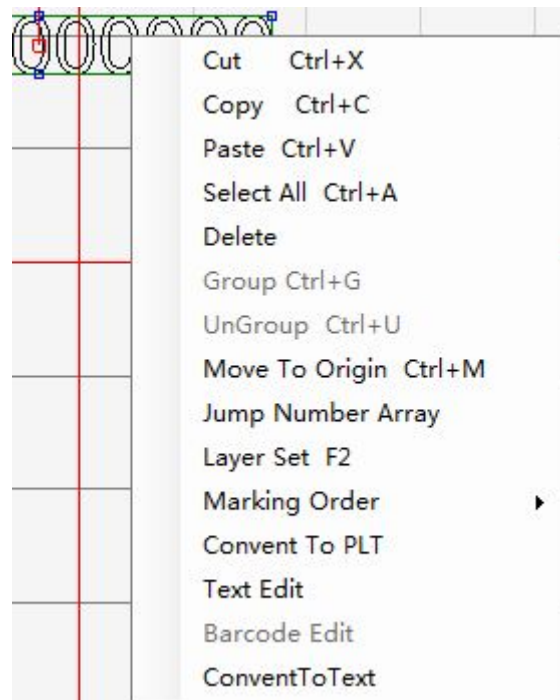 000000
Cut Ctrl+X
Copy Ctrl+C
Paste Ctrl+V
Select All Ctrl+A
Delete
Group Ctrl+G
UnGroup Ctrl+U
Move To Origin Ctrl+M
Jump Number Array
Layer Set F2
Marking Order
Convent To PLT
Text Edit
Barcode Edit
ConventToText